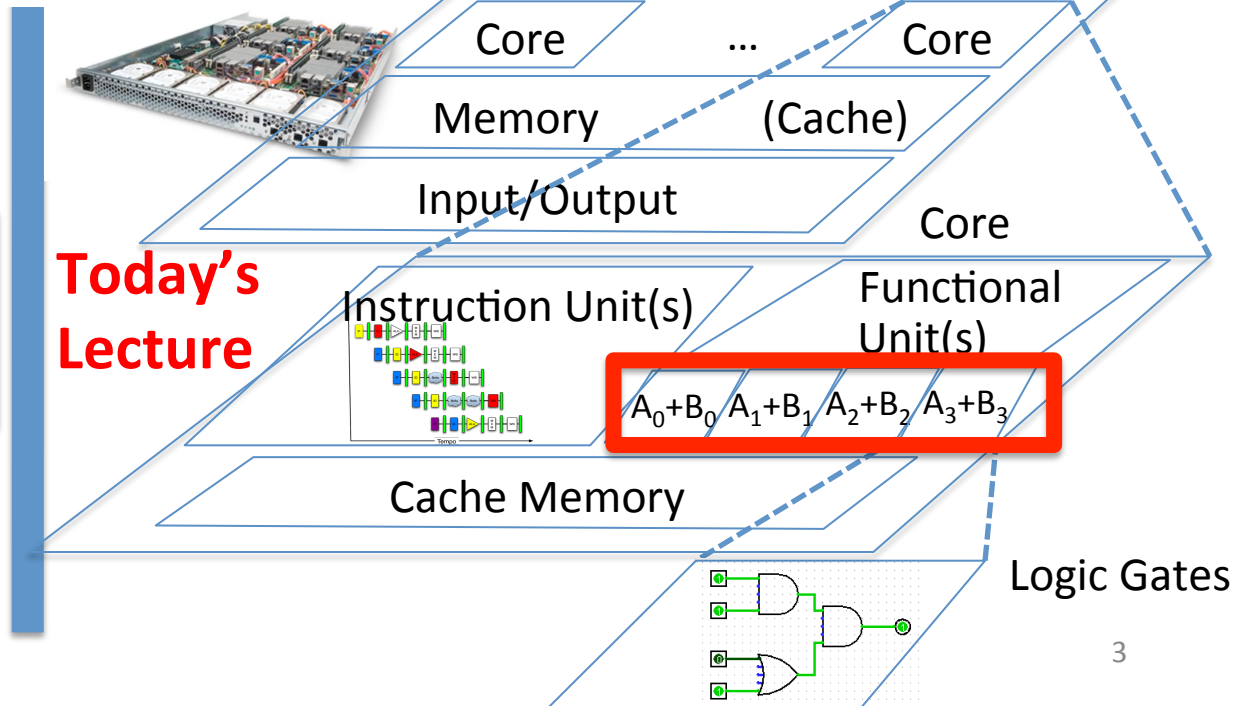 Core … Core
Memory (Cache)
Input/Output
Core
Today's
Lecture
Instruction Unit(s)
Functional
Unit(s)
A₀+B₀ A₁+B₁ A₂+B₂ A₃+B₃
Tempo
Cache Memory
Logic Gates
3